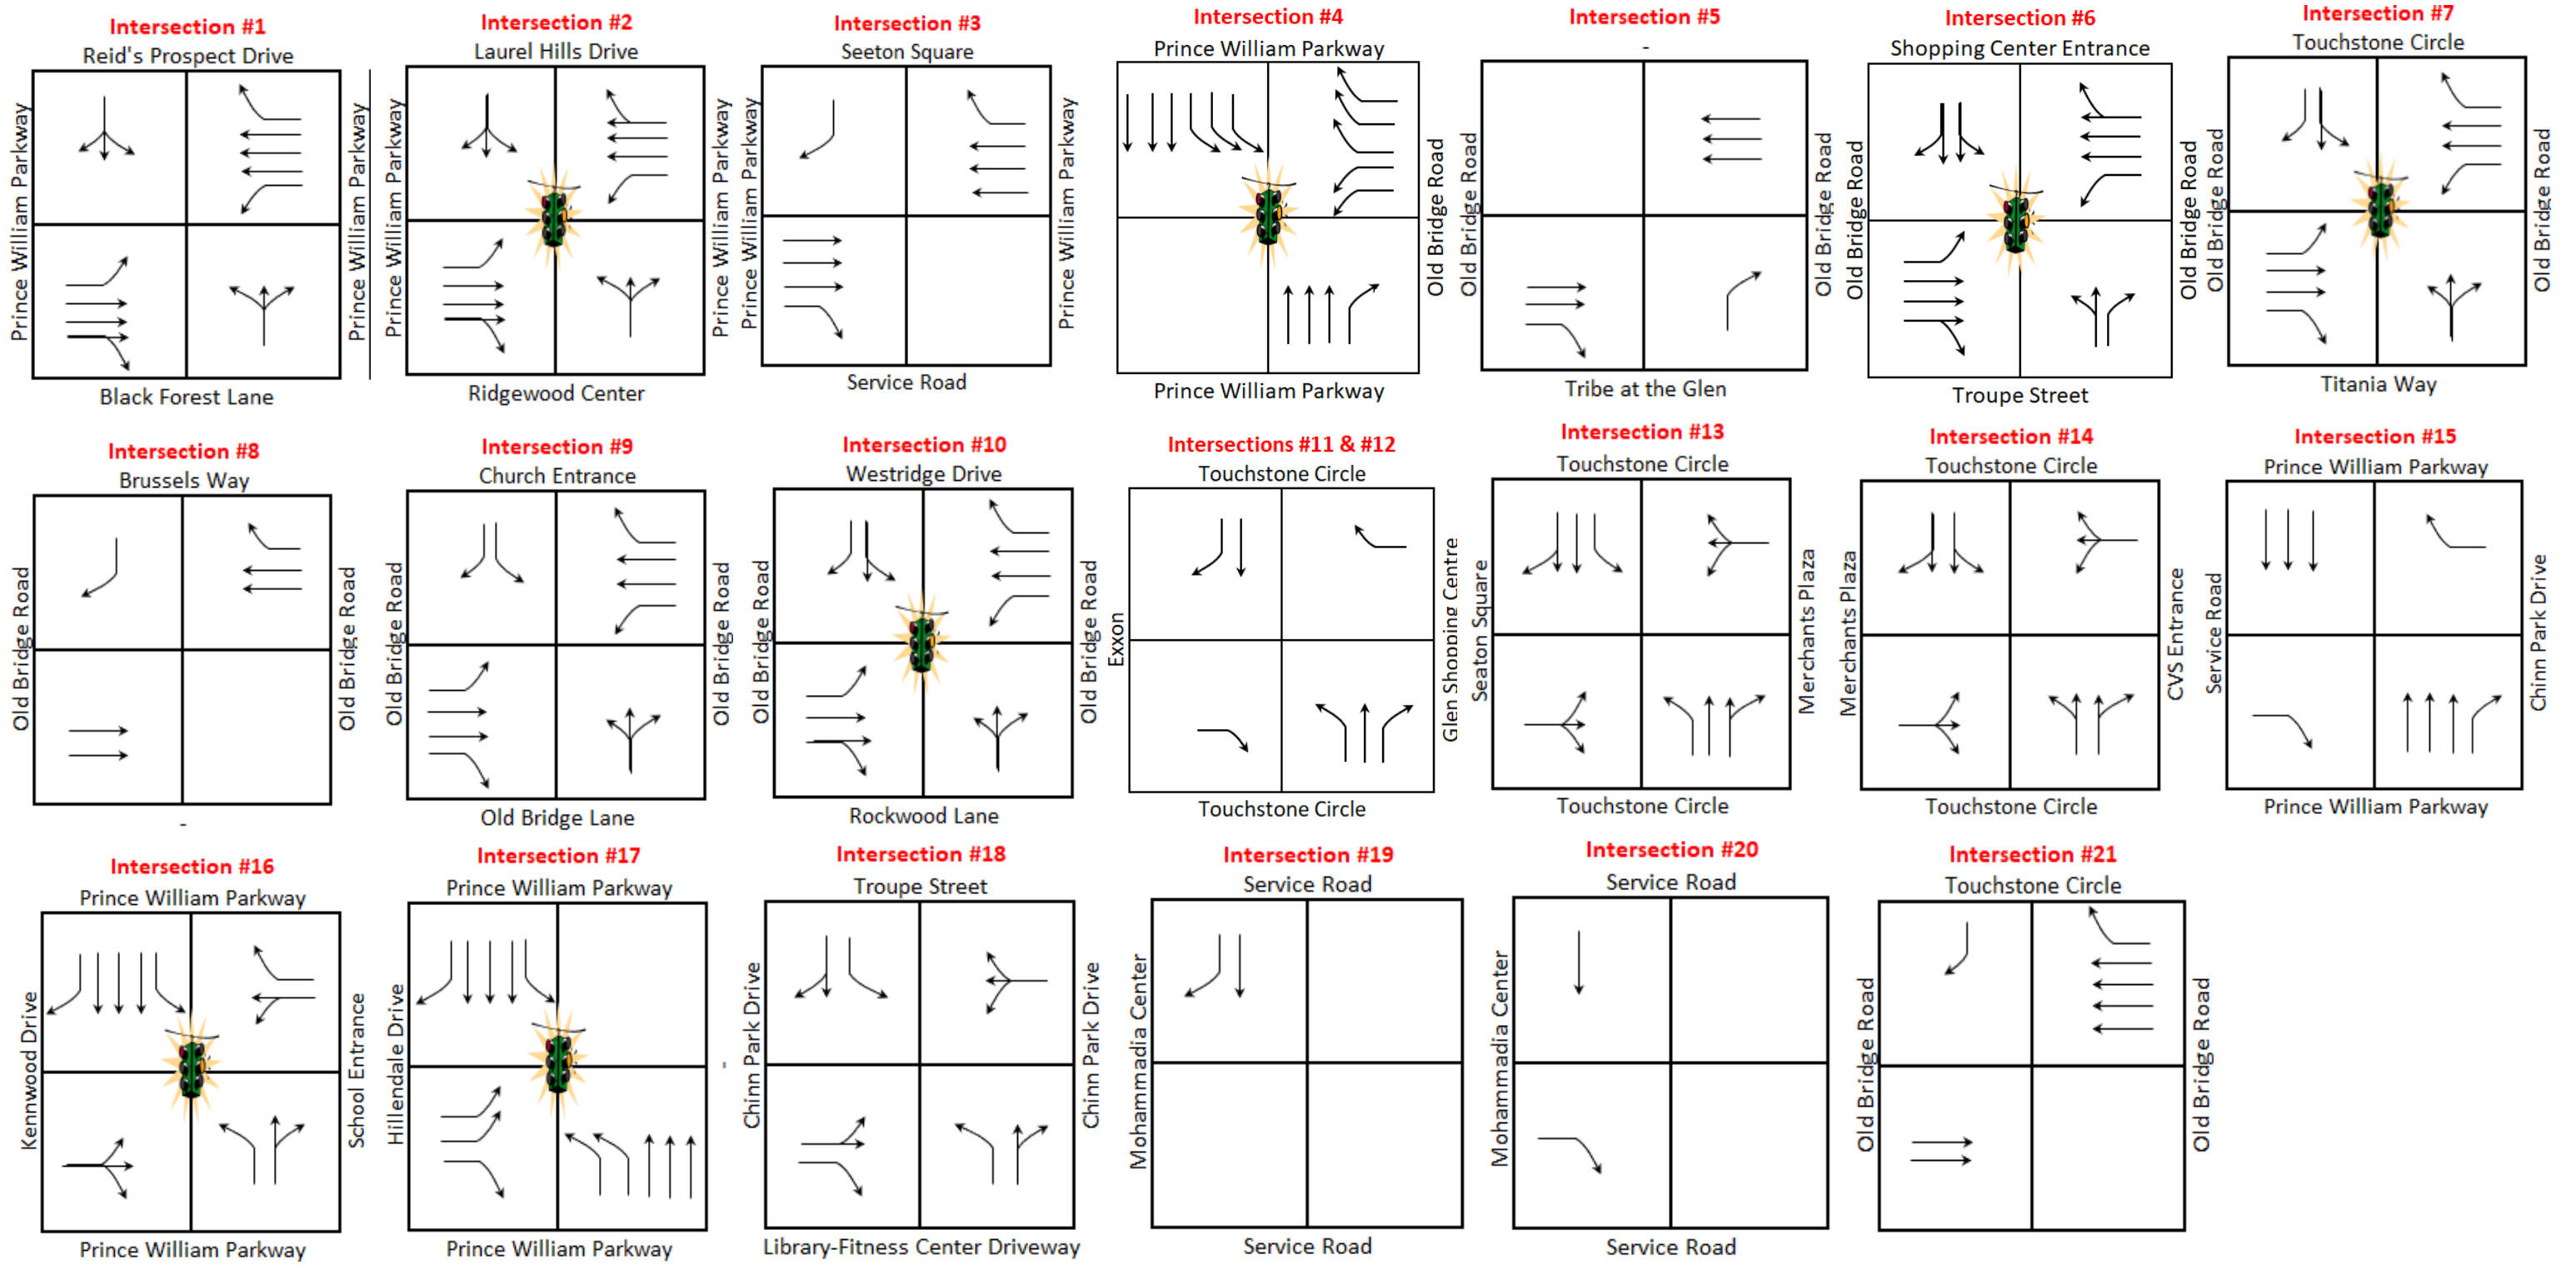 Intersection #1
Reid's Prospect Drive
Prince William Parkway
Prince William Parkway
Black Forest Lane
Intersection #2
Laurel Hills Drive
Prince William Parkway
Prince William Parkway
Ridgewood Center
Intersection #3
Seeton Square
Prince William Parkway
Prince William Parkway
Service Road
Intersection #4
Prince William Parkway
Old Bridge Road
Prince William Parkway
Intersection #5
-
Old Bridge Road
Old Bridge Road
Tribe at the Glen
Intersection #6
Shopping Center Entrance
Old Bridge Road
Old Bridge Road
Troupe Street
Intersection #7
Touchstone Circle
Old Bridge Road
Old Bridge Road
Titania Way
Intersection #8
Brussels Way
Old Bridge Road
Old Bridge Road
-
Intersection #9
Church Entrance
Old Bridge Road
Old Bridge Road
Old Bridge Lane
Intersection #10
Westridge Drive
Old Bridge Road
Old Bridge Road
Rockwood Lane
Intersections #11 & #12
Touchstone Circle
Exxon
Glen Shopping Centre
Touchstone Circle
Intersection #13
Touchstone Circle
Seaton Square
Merchants Plaza
Touchstone Circle
Intersection #14
Touchstone Circle
Merchants Plaza
CVS Entrance
Touchstone Circle
Intersection #15
Prince William Parkway
Service Road
Chinn Park Drive
Prince William Parkway
Intersection #16
Prince William Parkway
Kennwood Drive
School Entrance
Prince William Parkway
Intersection #17
Prince William Parkway
Hillendale Drive
-
Prince William Parkway
Intersection #18
Troupe Street
Chinn Park Drive
Chinn Park Drive
Library-Fitness Center Driveway
Intersection #19
Service Road
Mohammadia Center
Service Road
Intersection #20
Service Road
Mohammadia Center
Service Road
Intersection #21
Touchstone Circle
Old Bridge Road
Old Bridge Road